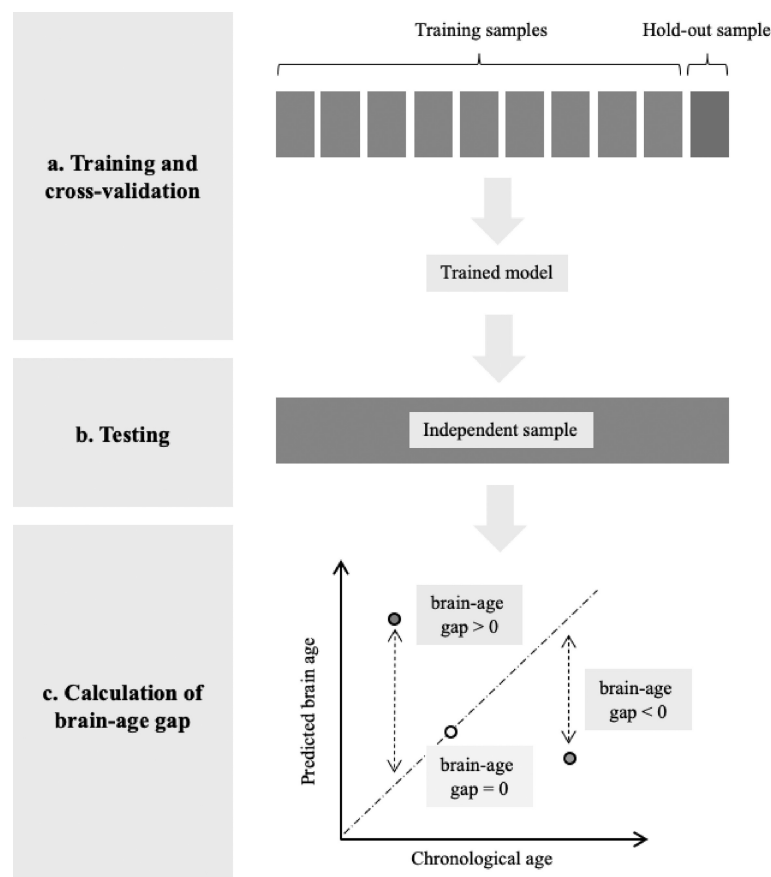 Training samples
Hold-out sample
a. Training and
cross-validation
Trained model
b. Testing
Independent sample
c. Calculation of
brain-age gap
Predicted brain age
brain-age
gap > 0
brain-age
gap < 0
brain-age
gap = 0
Chronological age